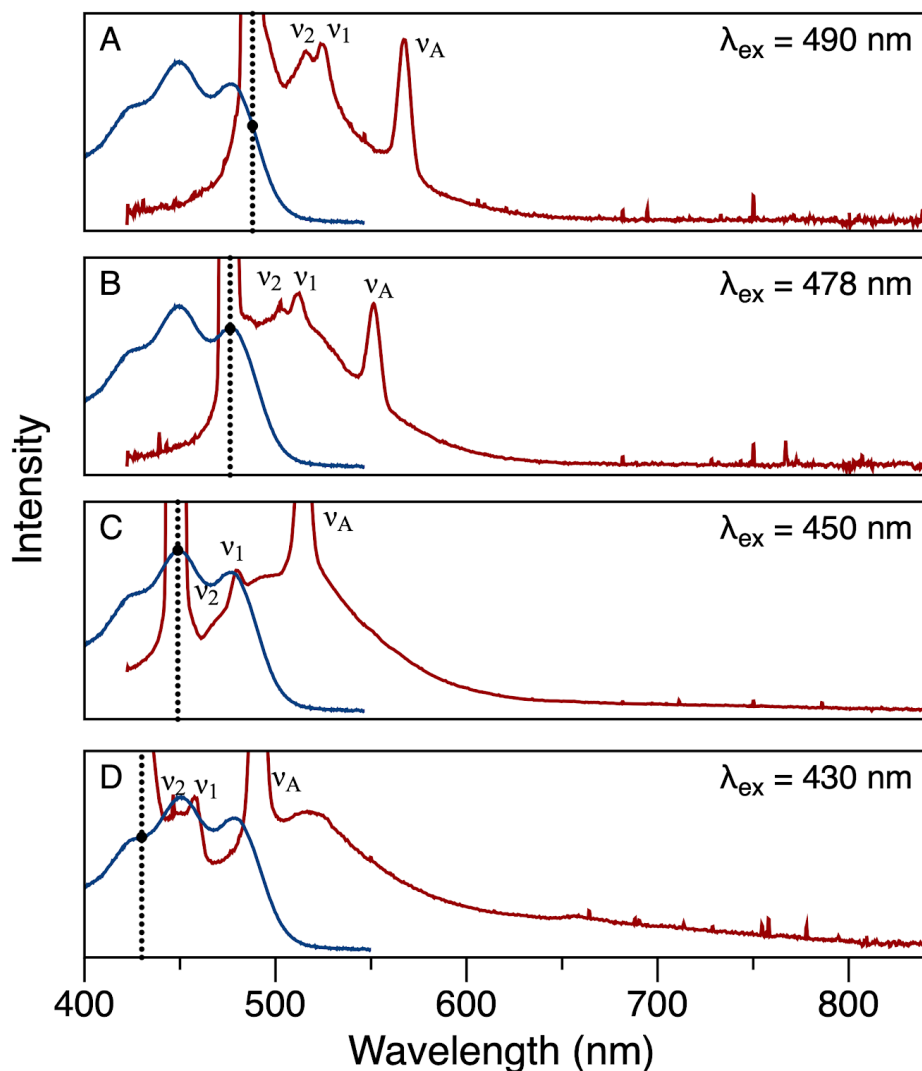 A
ν2 ν1
νA
λex = 490 nm
B
ν2 ν1
νA
λex = 478 nm
C
ν2
ν1
νA
λex = 450 nm
D
ν2 ν1
νA
λex = 430 nm
Intensity
400 500 600 700 800
Wavelength (nm)